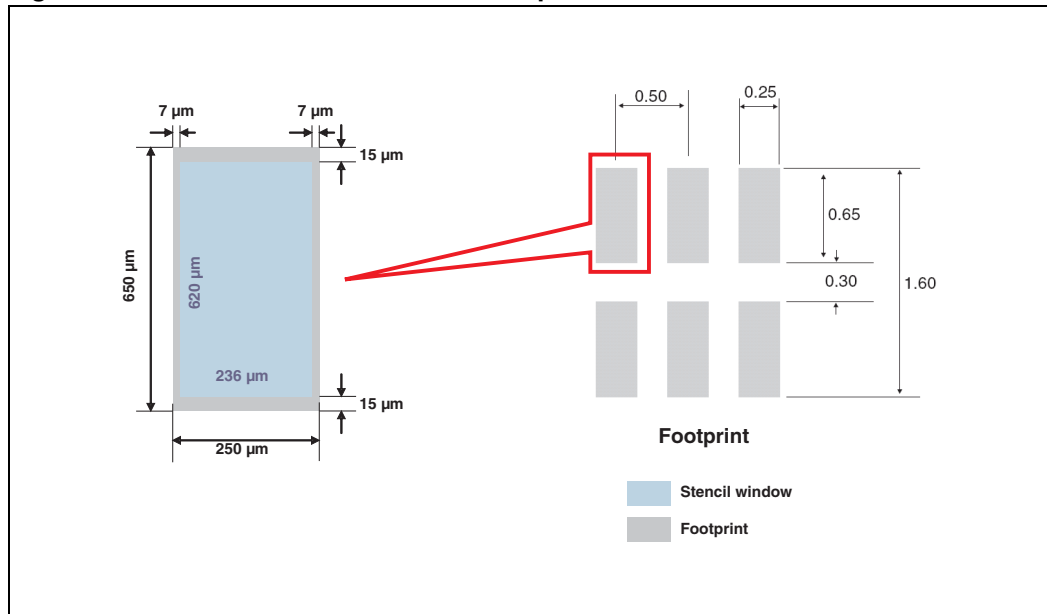 7 µm
7 µm
15 µm
650 µm
620 µm
236 µm
15 µm
250 µm
0.50
0.25
0.65
0.30
1.60
Footprint
Stencil window
Footprint